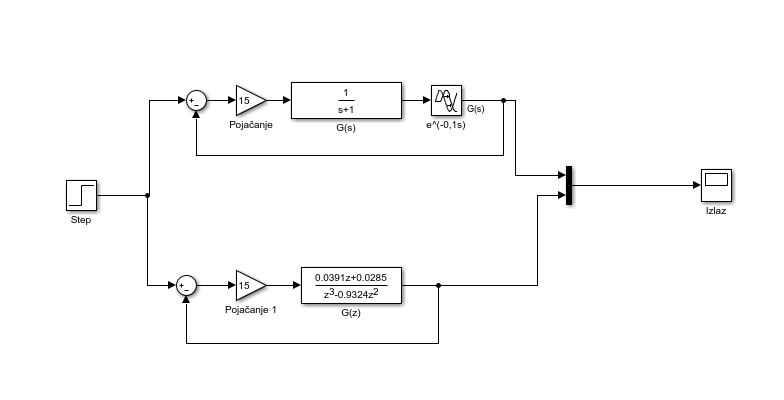 +
−
15
Pojačanje
1
s+1
G(s)
e^(-0,1s)
G(s)
Step
Izlaz
+
−
15
Pojačanje 1
0.0391z+0.0285
z3-0.9324z2
G(z)